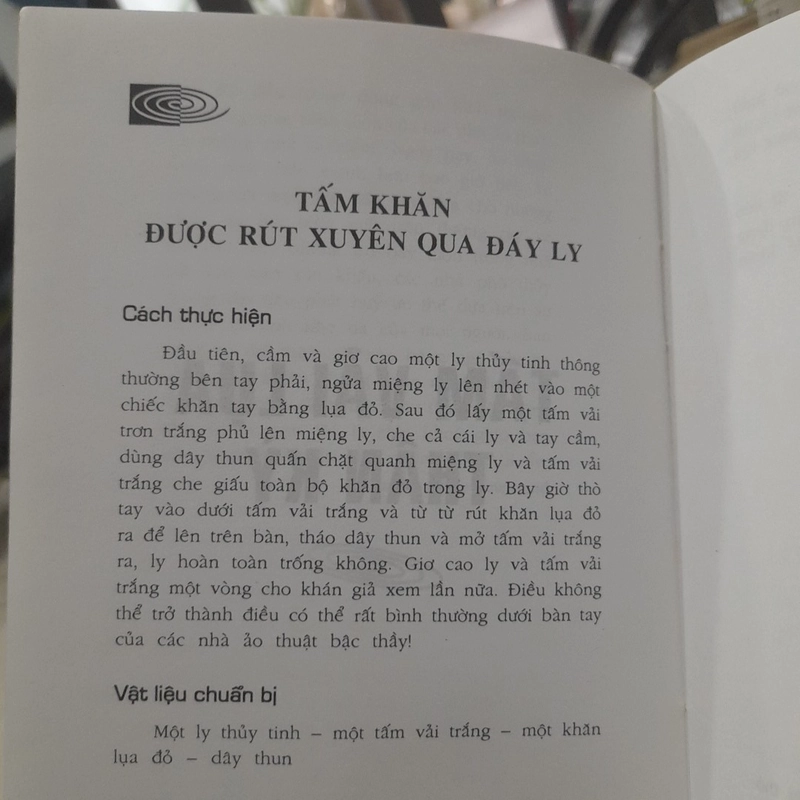 TẤM KHĂN
ĐƯỢC RÚT XUYÊN QUA ĐÁY LY
Cách thực hiện
Đầu tiên, cầm và giơ cao một ly thủy tinh thông
thường bên tay phải, ngửa miệng ly lên nhét vào một
chiếc khăn tay bằng lụa đỏ. Sau đó lấy một tấm vải
trơn trắng phủ lên miệng ly, che cả cái ly và tay cầm,
dùng dây thun quấn chặt quanh miệng ly và tấm vải
trắng che giấu toàn bộ khăn đỏ trong ly. Bây giờ thò
tay vào dưới tấm vải trắng và từ từ rút khăn lụa đỏ
ra để lên trên bàn, tháo dây thun và mở tấm vải trắng
ra, ly hoàn toàn trống không. Giơ cao ly và tấm vải
trắng một vòng cho khán giả xem lần nữa. Điều không
thể trở thành điều có thể rất bình thường dưới bàn tay
của các nhà ảo thuật bậc thầy!
Vật liệu chuẩn bị
Một ly thủy tinh – một tấm vải trắng – một khăn
lụa đỏ – dây thun